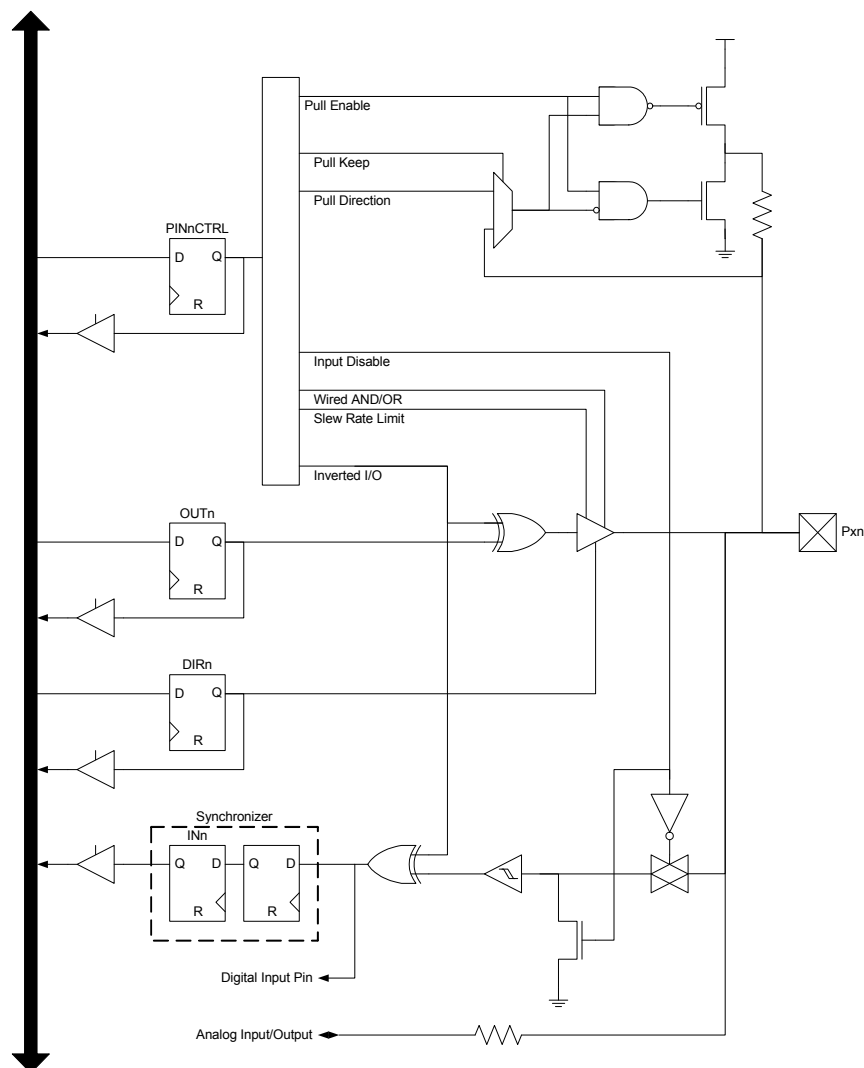 Pull Enable
Pull Keep
Pull Direction
PINnCTRL
D Q
R
Input Disable
Wired AND/OR
Slew Rate Limit
Inverted I/O
OUTn
D Q
R
Pxn
DIRn
D Q
R
Synchronizer
INn
Q D Q D
R R
Digital Input Pin
Analog Input/Output